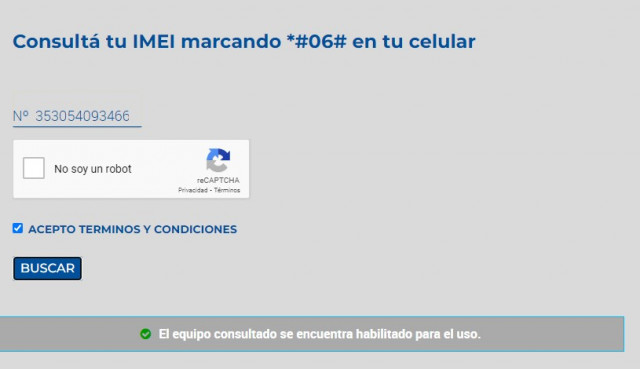 Consultá tu IMEI marcando *#06# en tu celular
Nº 353054093466
No soy un robot
reCAPTCHA
Privacidad - Términos
ACEPTO TERMINOS Y CONDICIONES
BUSCAR
El equipo consultado se encuentra habilitado para el uso.